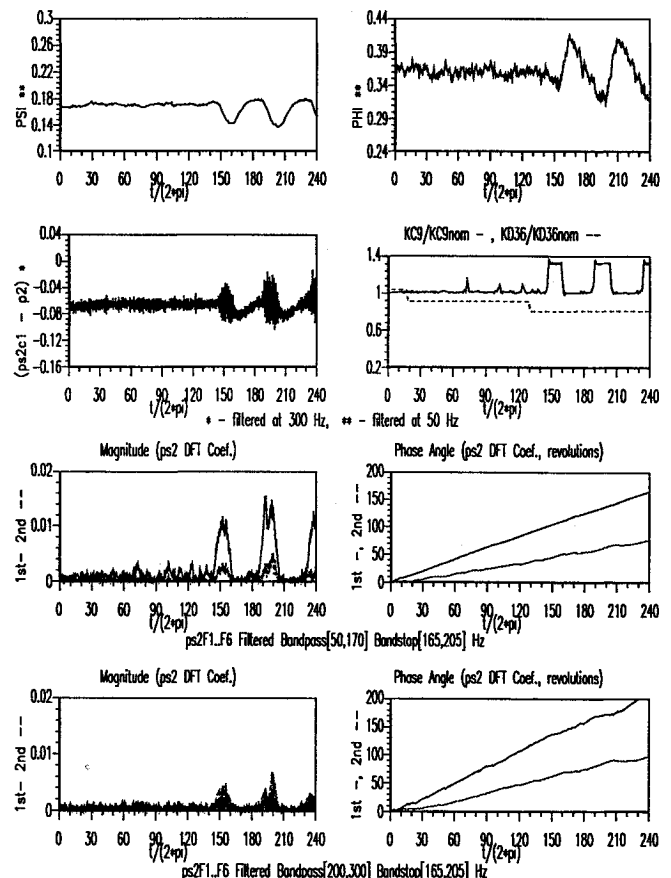 0.3
0.26
0.22
0.18
0.14
0.1
PSI **
0 30 60 90 120 150 180 210 240
t/(2*pi)
0.44
0.39
0.34
0.29
0.24
PHI **
0 30 60 90 120 150 180 210 240
t/(2*pi)
0.04
0
-0.04
-0.08
-0.12
-0.16
(ps2c1 - p2) *
0 30 60 90 120 150 180 210 240
t/(2*pi)
KC9/KC9nom - , KD36/KD36nom --
1.4
1
0.6
0.2
0 30 60 90 120 150 180 210 240
t/(2*pi)
* - filtered at 300 Hz, ** - filtered at 50 Hz
Magnitude (ps2 DFT Coef.)
0.02
0.01
0
1st- 2nd --
0 30 60 90 120 150 180 210 240
t/(2*pi)
Phase Angle (ps2 DFT Coef., revolutions)
200
150
100
50
0
1st -, 2nd --
0 30 60 90 120 150 180 210 240
t/(2*pi)
ps2F1..F6 Filtered Bandpass[50,170] Bandstop[165,205] Hz
Magnitude (ps2 DFT Coef.)
0.02
0.01
0
1st- 2nd --
0 30 60 90 120 150 180 210 240
t/(2*pi)
Phase Angle (ps2 DFT Coef., revolutions)
200
150
100
50
0
1st -, 2nd --
0 30 60 90 120 150 180 210 240
t/(2*pi)
ps2F1..F6 Filtered Bandpass[200,300] Bandstop[165,205] Hz